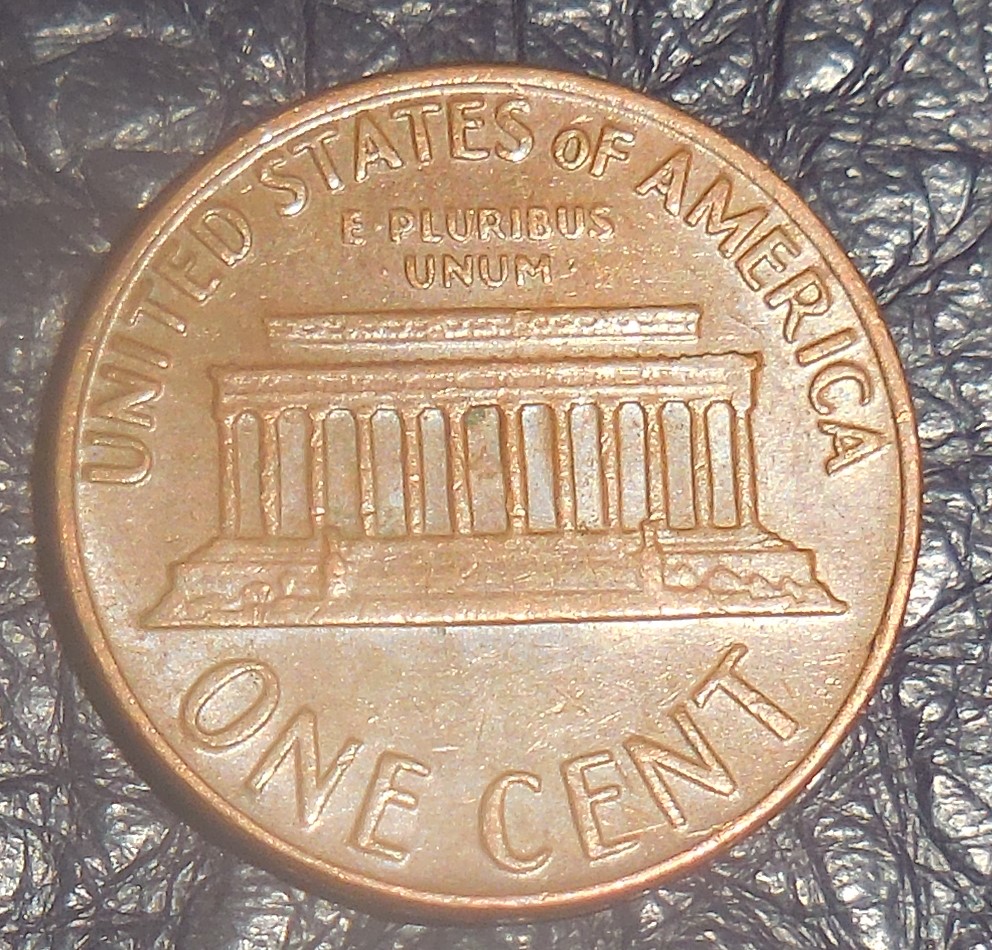 UNITED STATES OF AMERICA
E · PLURIBUS
· UNUM ·
ONE CENT